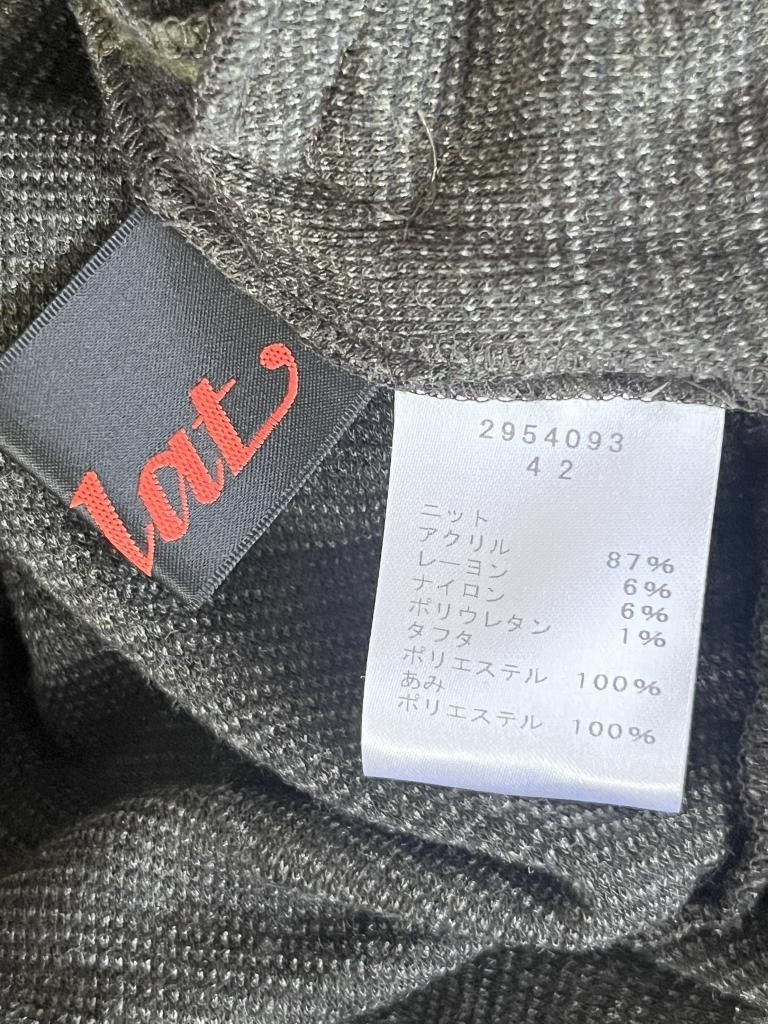 lat,
2954093
42
ニット
アクリル 87%
レーヨン 6%
ナイロン 6%
ポリウレタン 1%
タフタ
ポリエステル 100%
あみ
ポリエステル 100%